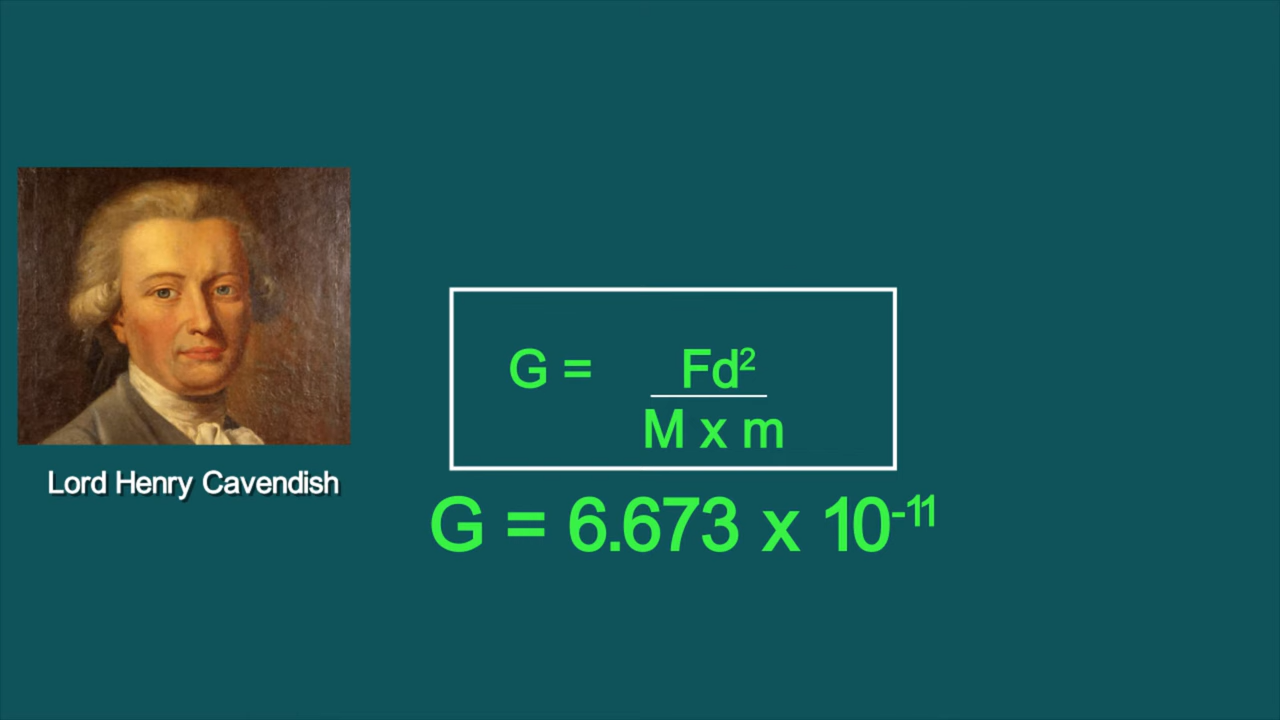 Lord Henry Cavendish
G = Fd²
M x m
G = 6.673 x 10⁻¹¹